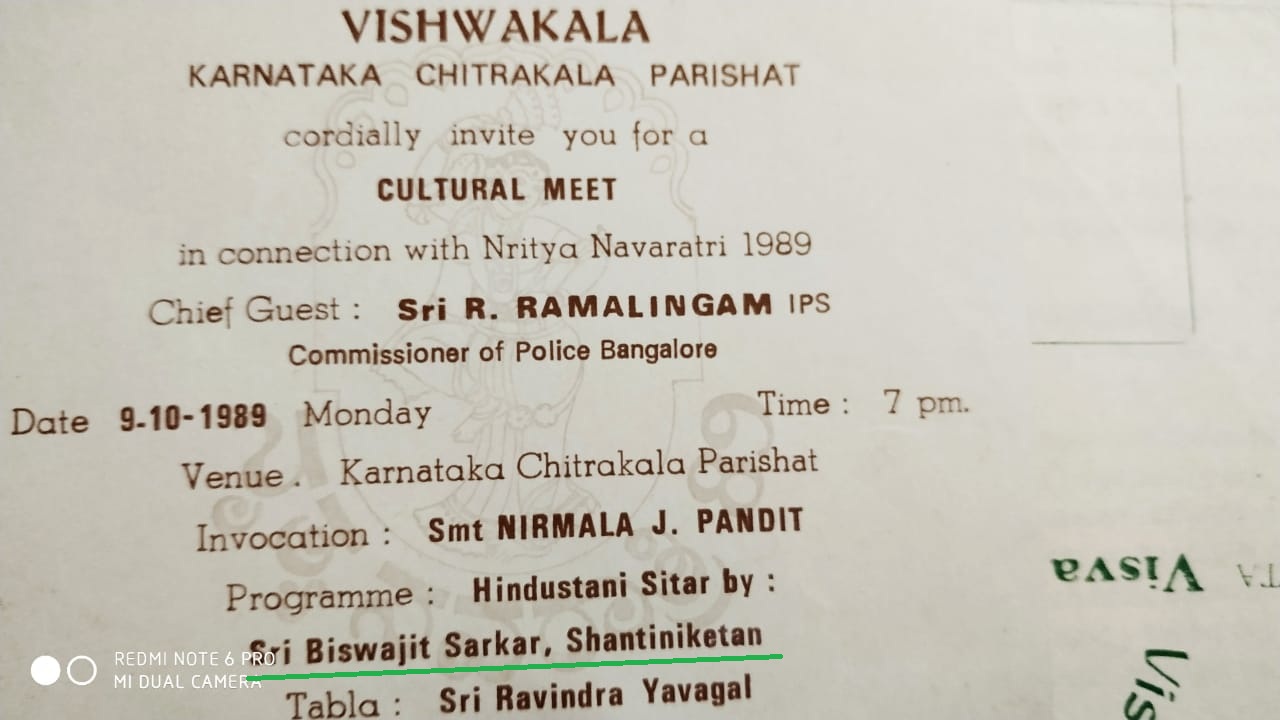 VISHWAKALA
KARNATAKA CHITRAKALA PARISHAT
cordially invite you for a
CULTURAL MEET
in connection with Nritya Navaratri 1989
Chief Guest : Sri R. RAMALINGAM IPS
Commissioner of Police Bangalore
Date 9-10-1989 Monday Time : 7 pm.
Venue . Karnataka Chitrakala Parishat
Invocation : Smt NIRMALA J. PANDIT
Programme : Hindustani Sitar by :
Sri Biswajit Sarkar, Shantiniketan
Tabla : Sri Ravindra Yavagal
Visva
Vis
REDMI NOTE 6 PRO
MI DUAL CAMERA